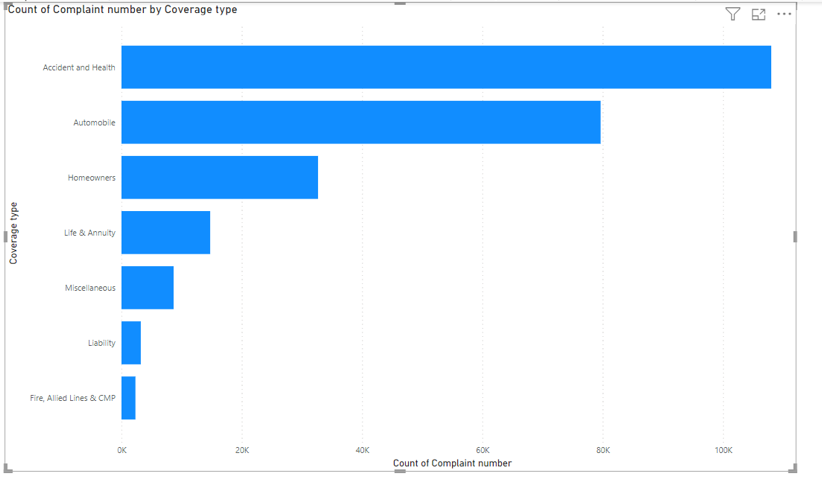 Count of Complaint number by Coverage type
Accident and Health
Automobile
Homeowners
Life & Annuity
Miscellaneous
Liability
Fire, Allied Lines & CMP
Coverage type
0K 20K 40K 60K 80K 100K
Count of Complaint number